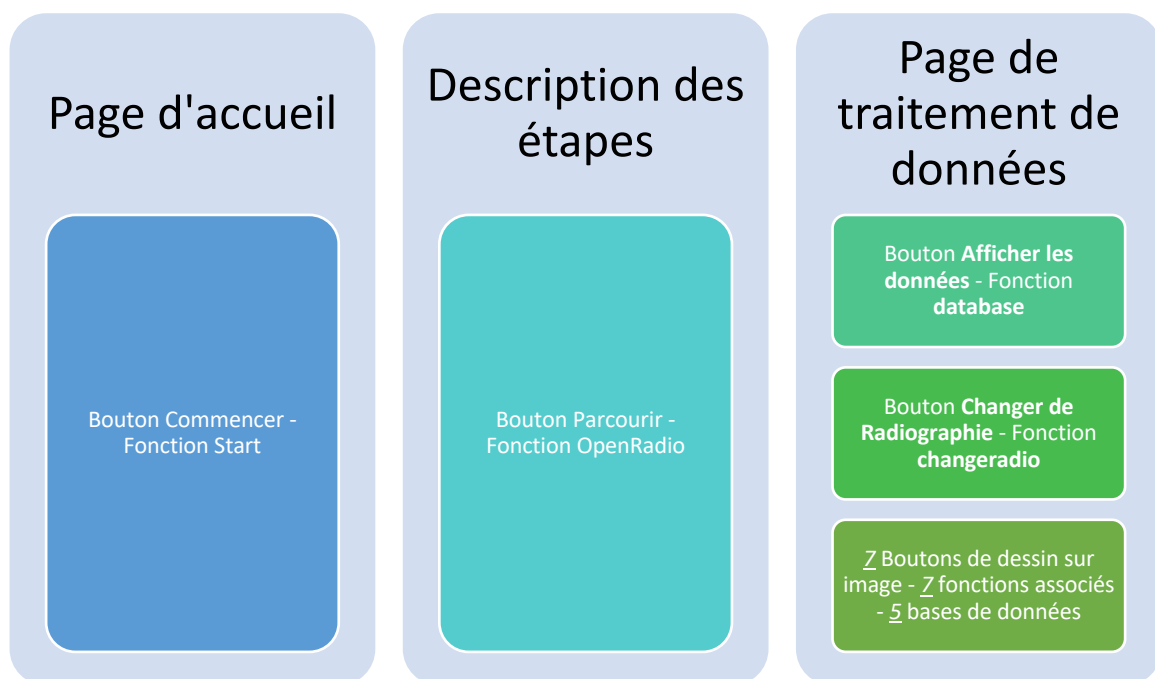 Page d'accueil
Bouton Commencer -
Fonction Start
Description des
étapes
Bouton Parcourir -
Fonction OpenRadio
Page de
traitement de
données
Bouton Afficher les
données - Fonction
database
Bouton Changer de
Radiographie - Fonction
changeradio
7 Boutons de dessin sur
image - 7 fonctions associés
- 5 bases de données